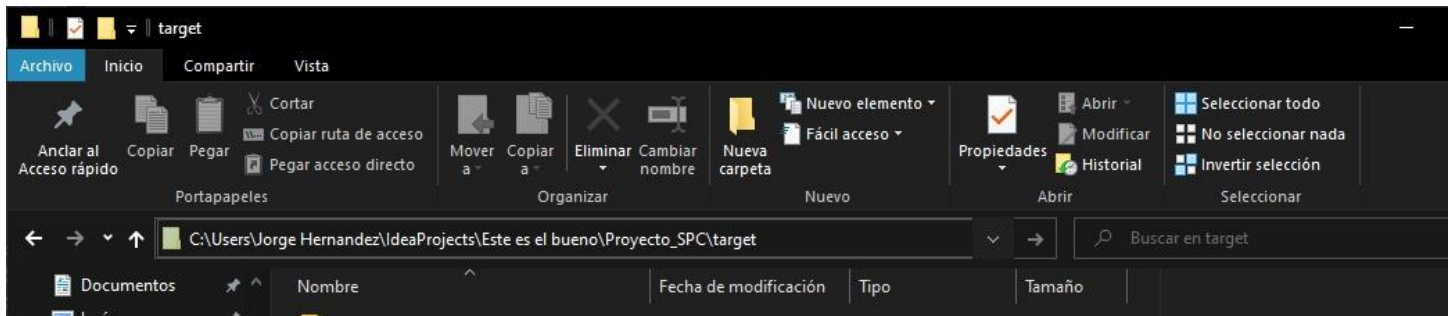 target
Archivo Inicio Compartir Vista
Anclar al Acceso rápido
Copiar
Pegar
Cortar
Copiar ruta de acceso
Pegar acceso directo
Portapapeles
Mover a
Copiar a
Eliminar
Cambiar nombre
Organizar
Nueva carpeta
Nuevo elemento
Fácil acceso
Nuevo
Propiedades
Abrir
Modificar
Historial
Abrir
Seleccionar todo
No seleccionar nada
Invertir selección
Seleccionar
C:\Users\Jorge Hernandez\IdeaProjects\Este es el bueno\Proyecto_SPC\target
Buscar en target
Documentos
Nombre Fecha de modificación Tipo Tamaño